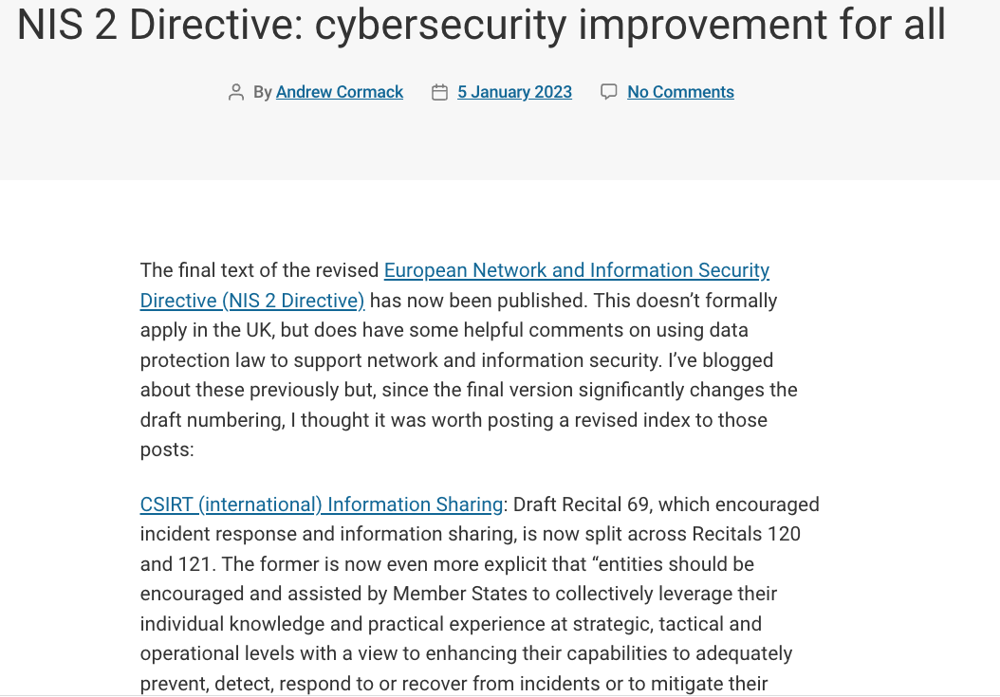 NIS 2 Directive: cybersecurity improvement for all
By Andrew Cormack 5 January 2023 No Comments
The final text of the revised European Network and Information Security
Directive (NIS 2 Directive) has now been published. This doesn’t formally
apply in the UK, but does have some helpful comments on using data
protection law to support network and information security. I’ve blogged
about these previously but, since the final version significantly changes the
draft numbering, I thought it was worth posting a revised index to those
posts:
CSIRT (international) Information Sharing: Draft Recital 69, which encouraged
incident response and information sharing, is now split across Recitals 120
and 121. The former is now even more explicit that “entities should be
encouraged and assisted by Member States to collectively leverage their
individual knowledge and practical experience at strategic, tactical and
operational levels with a view to enhancing their capabilities to adequately
prevent, detect, respond to or recover from incidents or to mitigate their